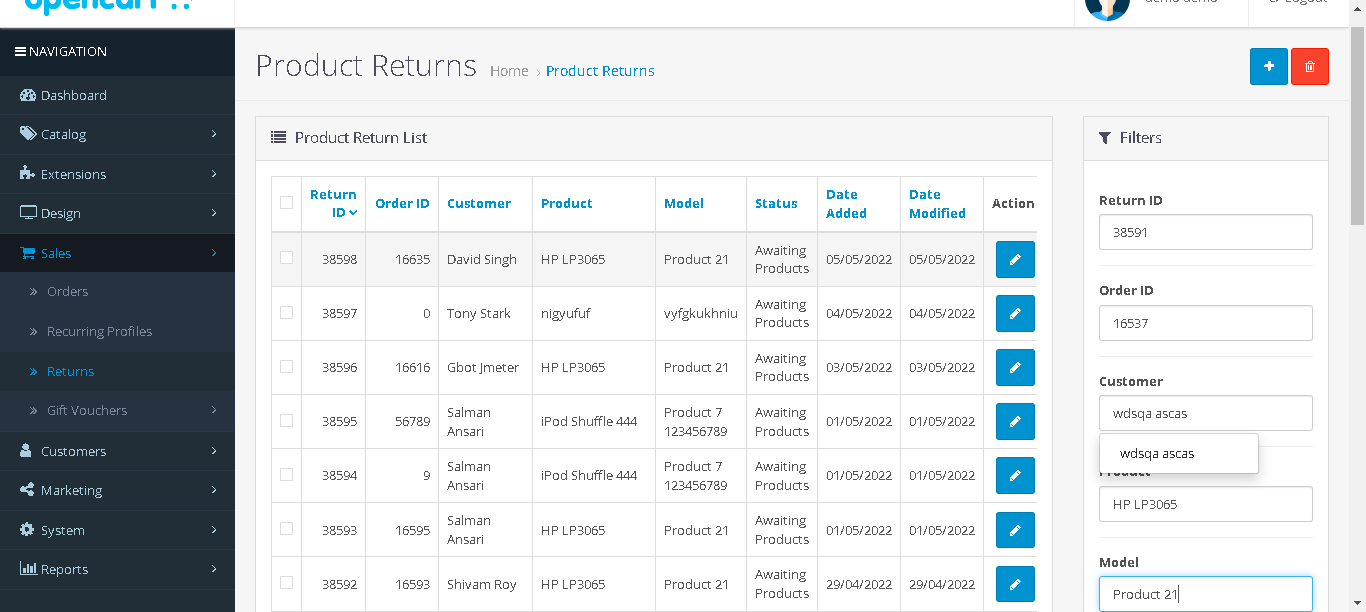 opencart
demo demo
Logout
NAVIGATION
Dashboard
Catalog
Extensions
Design
Sales
Orders
Recurring Profiles
Returns
Gift Vouchers
Customers
Marketing
System
Reports
Product Returns Home › Product Returns
Product Return List
Return ID Order ID Customer Product Model Status Date Added Date Modified Action
38598 16635 David Singh HP LP3065 Product 21 Awaiting Products 05/05/2022 05/05/2022
38597 0 Tony Stark nigyufuf vyfgkukhniu Awaiting Products 04/05/2022 04/05/2022
38596 16616 Gbot Jmeter HP LP3065 Product 21 Awaiting Products 03/05/2022 03/05/2022
38595 56789 Salman Ansari iPod Shuffle 444 Product 7 123456789 Awaiting Products 01/05/2022 01/05/2022
38594 9 Salman Ansari iPod Shuffle 444 Product 7 123456789 Awaiting Products 01/05/2022 01/05/2022
38593 16595 Salman Ansari HP LP3065 Product 21 Awaiting Products 01/05/2022 01/05/2022
38592 16593 Shivam Roy HP LP3065 Product 21 Awaiting Products 29/04/2022 29/04/2022
Filters
Return ID
38591
Order ID
16537
Customer
wdsqa ascas
wdsqa ascas
Product
HP LP3065
Model
Product 21